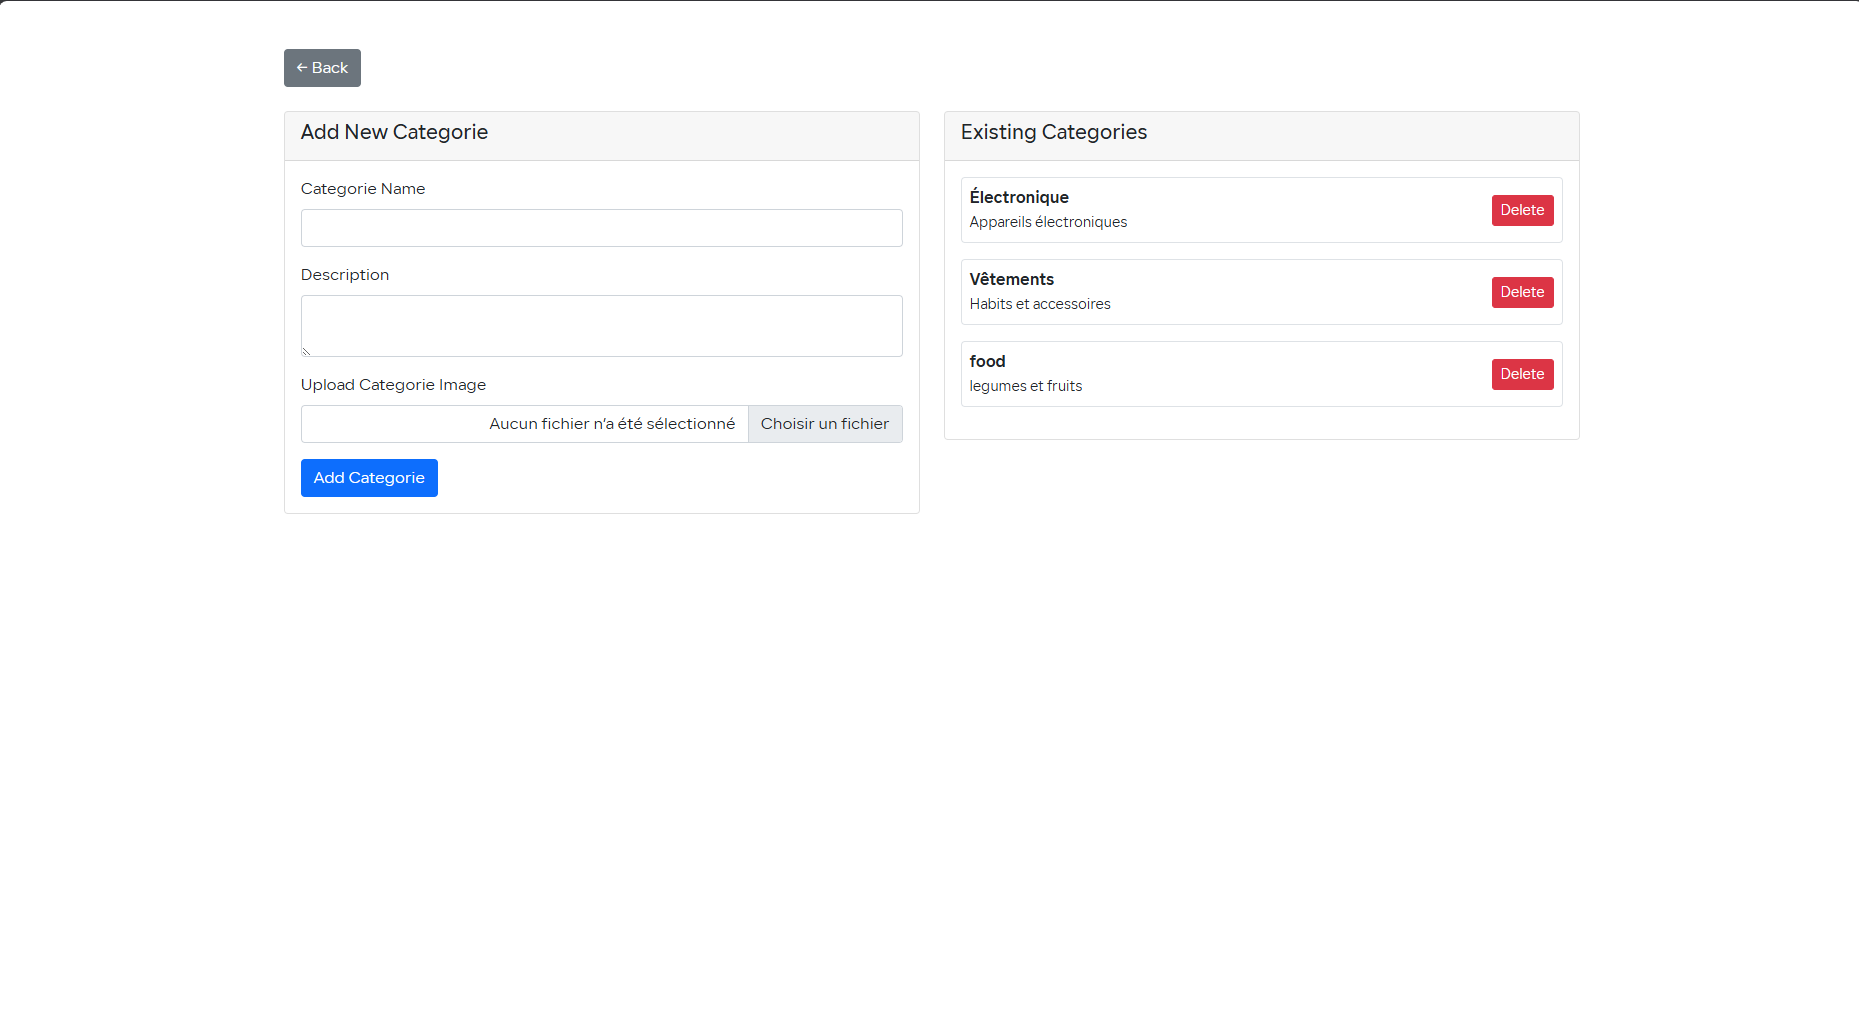 ← Back
Add New Categorie
Categorie Name
Description
Upload Categorie Image
Aucun fichier n’a été sélectionné Choisir un fichier
Add Categorie
Existing Categories
Électronique
Appareils électroniques
Delete
Vêtements
Habits et accessoires
Delete
food
legumes et fruits
Delete